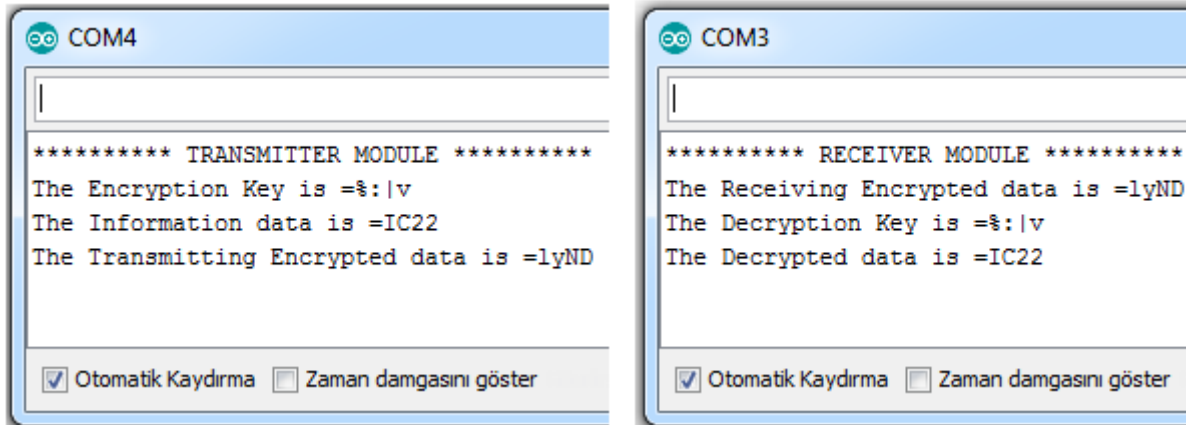 COM4
********** TRANSMITTER MODULE **********
The Encryption Key is =%:|v
The Information data is =IC22
The Transmitting Encrypted data is =lyND
Otomatik Kaydırma Zaman damgasını göster
COM3
********** RECEIVER MODULE **********
The Receiving Encrypted data is =lyND
The Decryption Key is =%:|v
The Decrypted data is =IC22
Otomatik Kaydırma Zaman damgasını göster